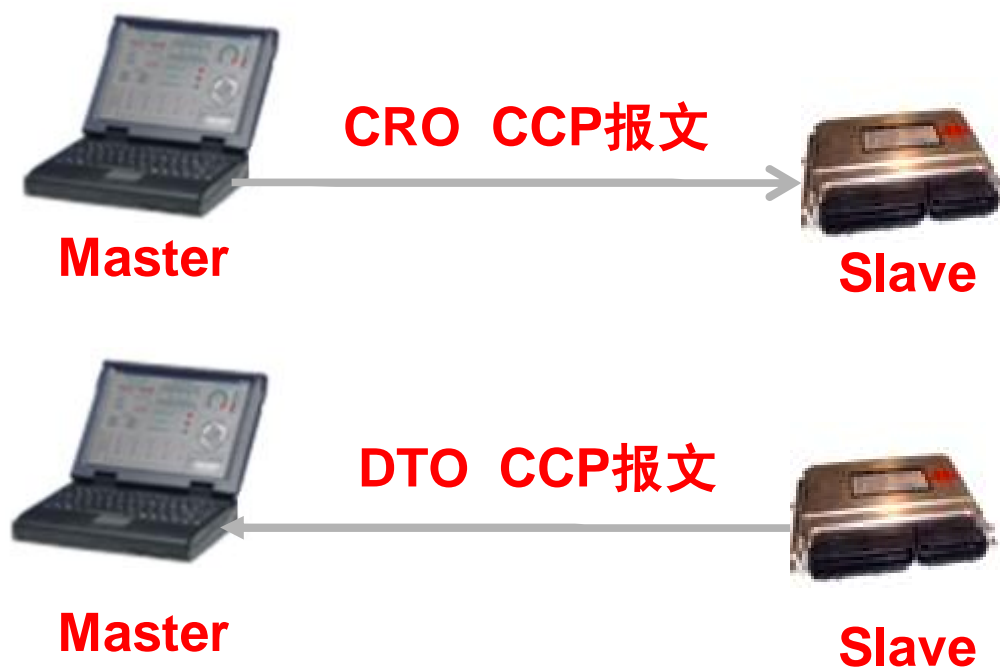 CRO CCP报文
Master
Slave
DTO CCP报文
Master
Slave